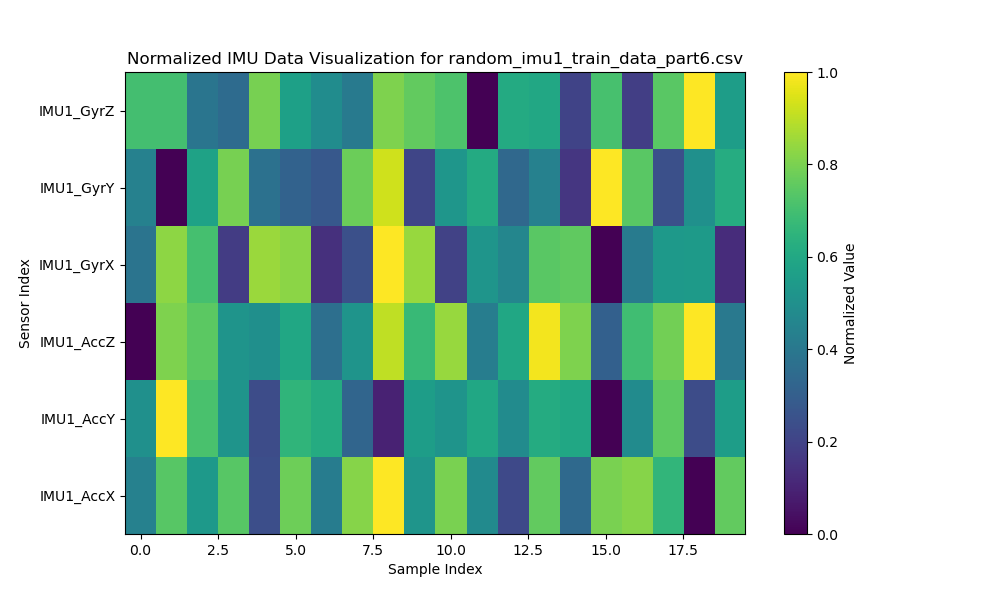 Normalized IMU Data Visualization for random_imu1_train_data_part6.csv
Sensor Index
IMU1_GyrZ
IMU1_GyrY
IMU1_GyrX
IMU1_AccZ
IMU1_AccY
IMU1_AccX
0.0 2.5 5.0 7.5 10.0 12.5 15.0 17.5
Sample Index
1.0
0.8
0.6
0.4
0.2
0.0
Normalized Value